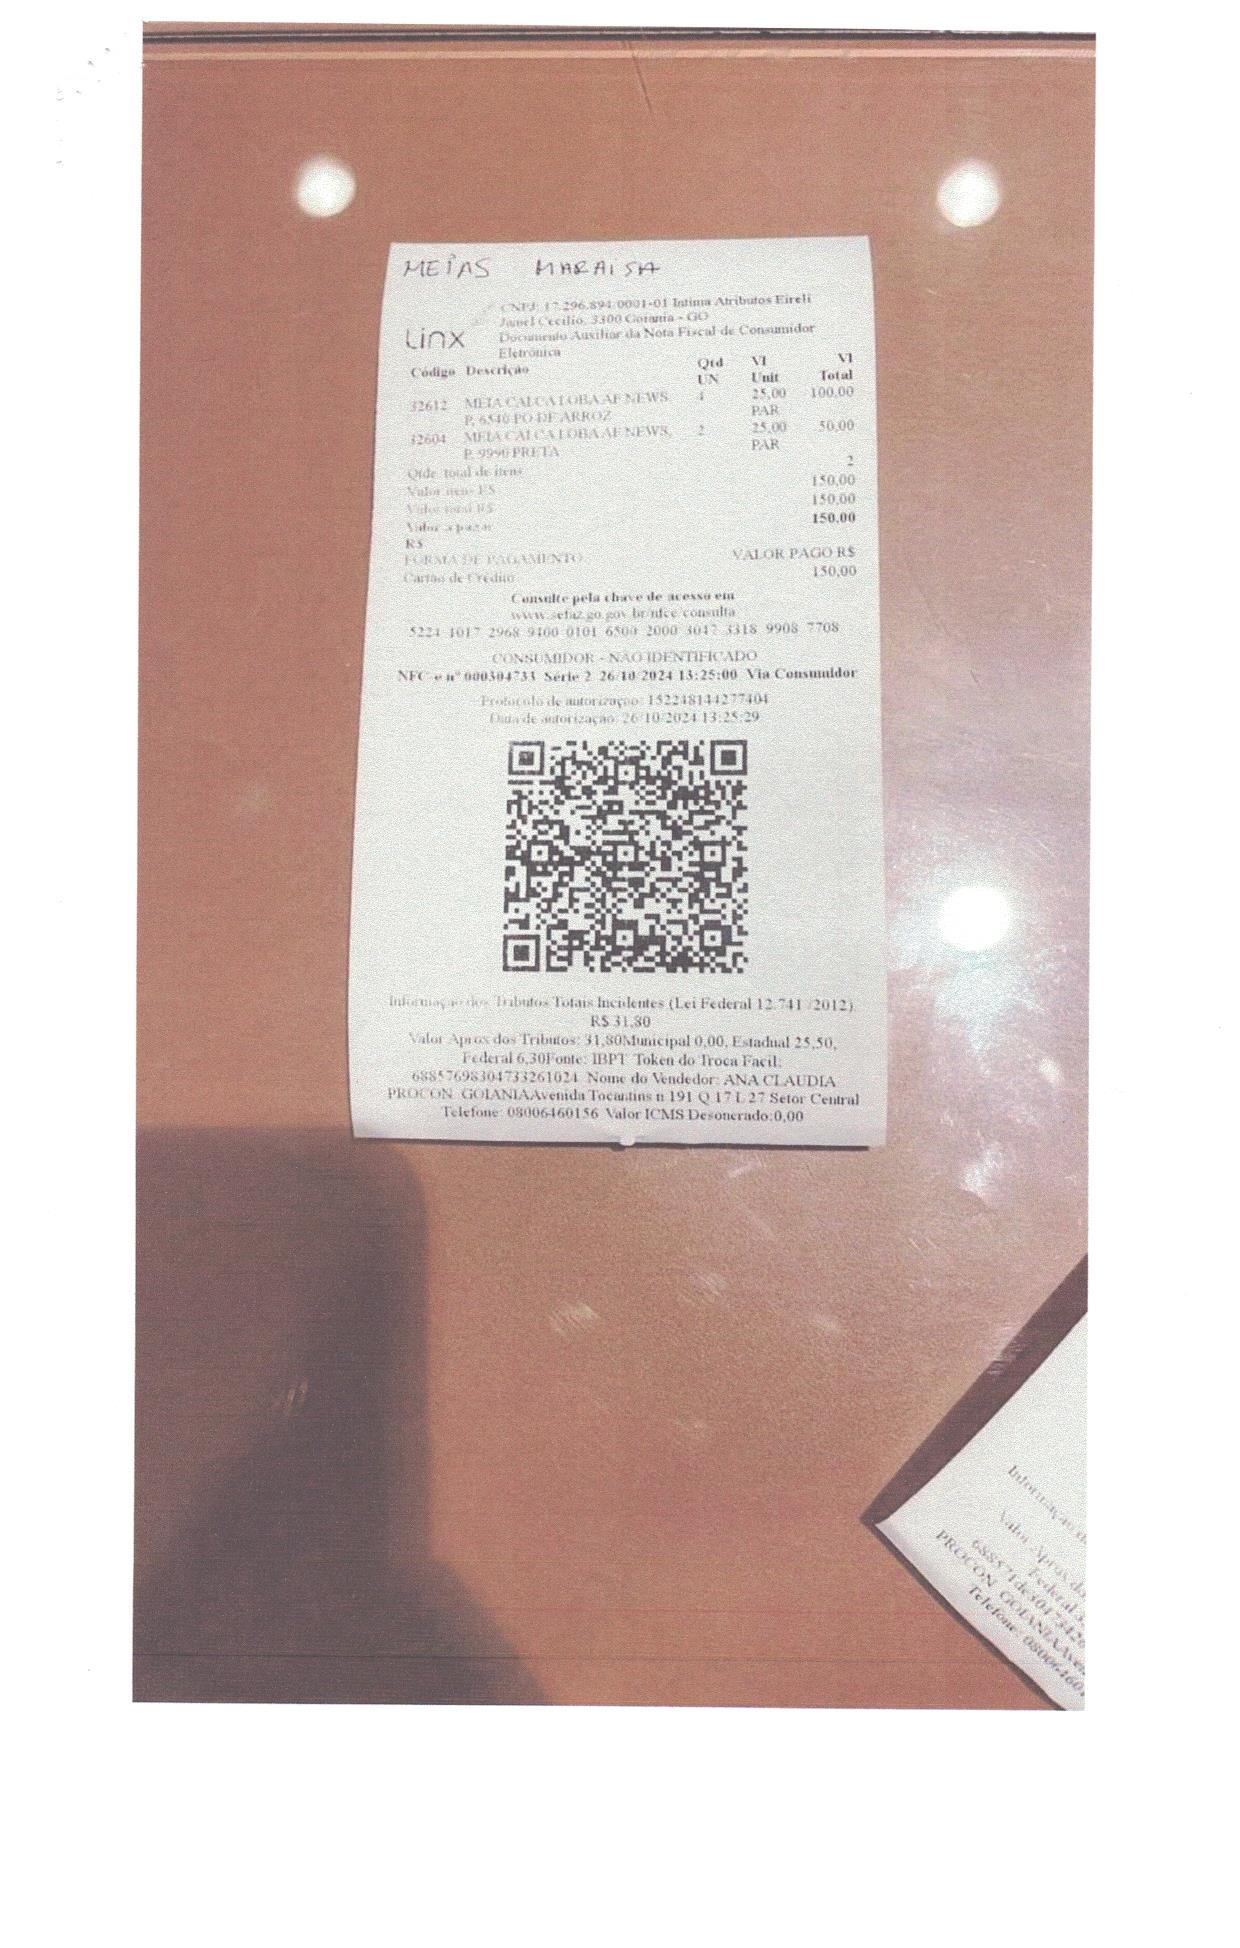 MEIAS MARAISA
CNPJ: 17.296.894/0001-01 Intima Atributos Eireli
Jamel Cecilio, 3300 Goiania - GO
Linx
Documento Auxiliar da Nota Fiscal de Consumidor
Eletrônica
Código Descrição Qtd UN Vl Unit Vl Total
32612 MEIA CALCA LOBA AF NEWS, 4 25,00 100,00
P, 6540 PO DE ARROZ PAR
32604 MEIA CALCA LOBA AF NEWS, 2 25,00 50,00
P, 9990 PRETA PAR
Qtde. total de itens 2
Valor itens R$ 150,00
Valor total R$ 150,00
Valor a pagar 150,00
R$
FORMA DE PAGAMENTO VALOR PAGO R$
Cartão de Crédito 150,00
Consulte pela chave de acesso em
www.sefaz.go.gov.br/nfce/consulta
5224 1017 2968 9400 0101 6500 2000 3047 3318 9908 7708
CONSUMIDOR - NÃO IDENTIFICADO
NFC-e nº 000304733 Série 2 26/10/2024 13:25:00 Via Consumidor
Protocolo de autorização: 152248144277404
Data de autorização: 26/10/2024 13:25:29
Informação dos Tributos Totais Incidentes (Lei Federal 12.741 /2012)
R$ 31,80
Valor Aprox dos Tributos: 31,80Municipal 0,00, Estadual 25,50,
Federal 6,30Fonte: IBPT Token do Troca Facil:
68857698304733261024 Nome do Vendedor: ANA CLAUDIA
PROCON GOIANIAAvenida Tocantins n 191 Q 17 L 27 Setor Central
Telefone: 08006460156 Valor ICMS Desonerado:0,00
Informação d
Valor Aprox da
Federal
PROCON GOIANIAAven
Telefone: 080064601